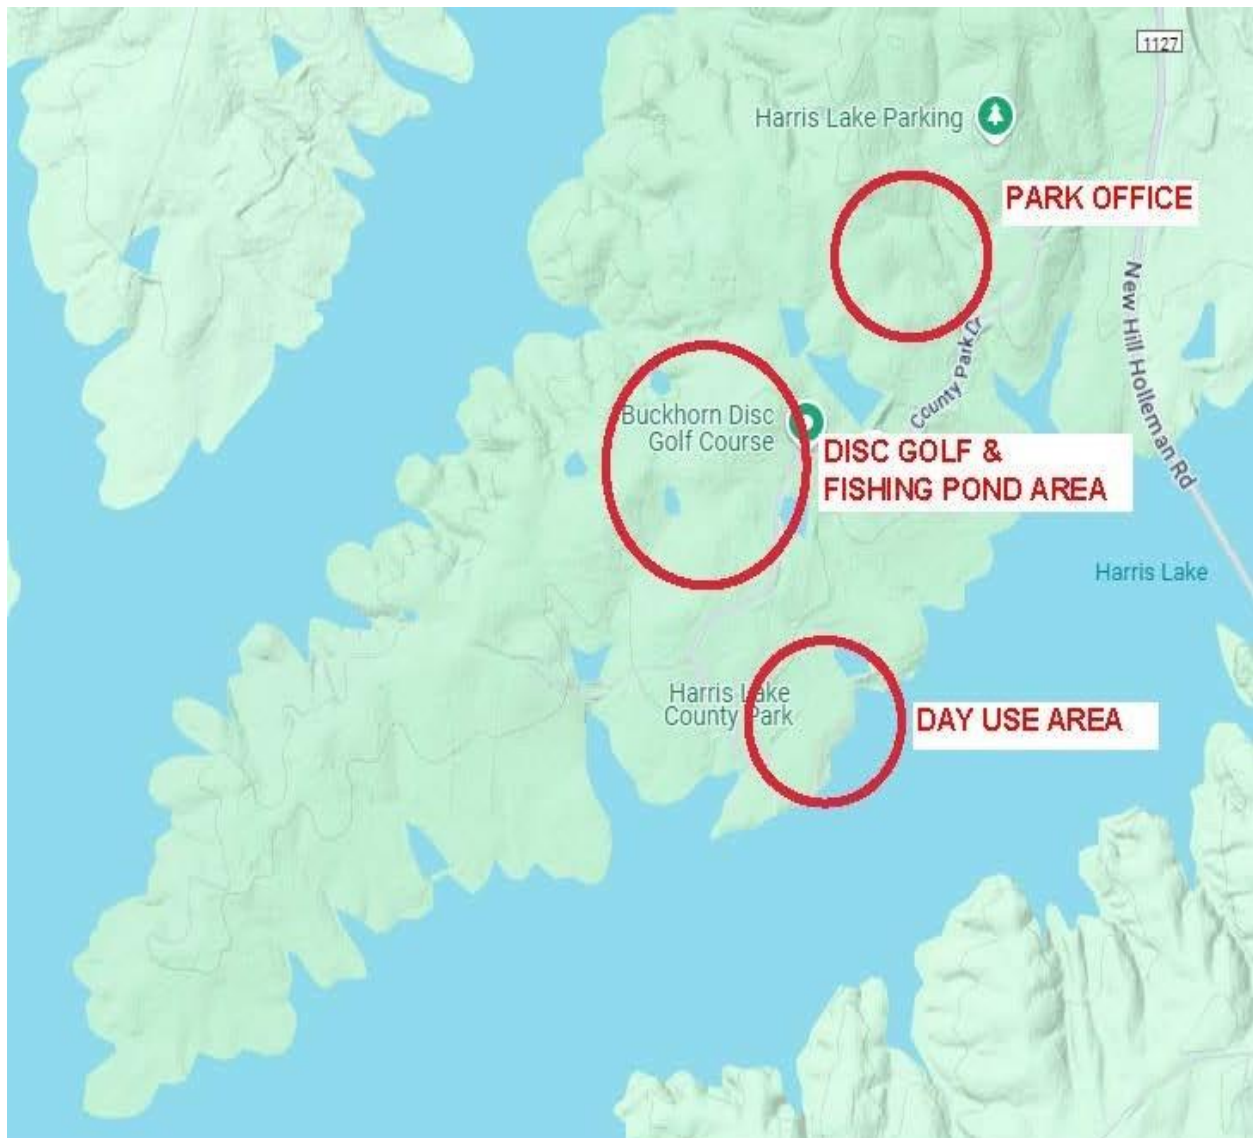 1127
Harris Lake Parking
PARK OFFICE
New Hill Holleman Rd
County Park Dr
Buckhorn Disc
Golf Course
DISC GOLF &
FISHING POND AREA
Harris Lake
Harris Lake
County Park
DAY USE AREA